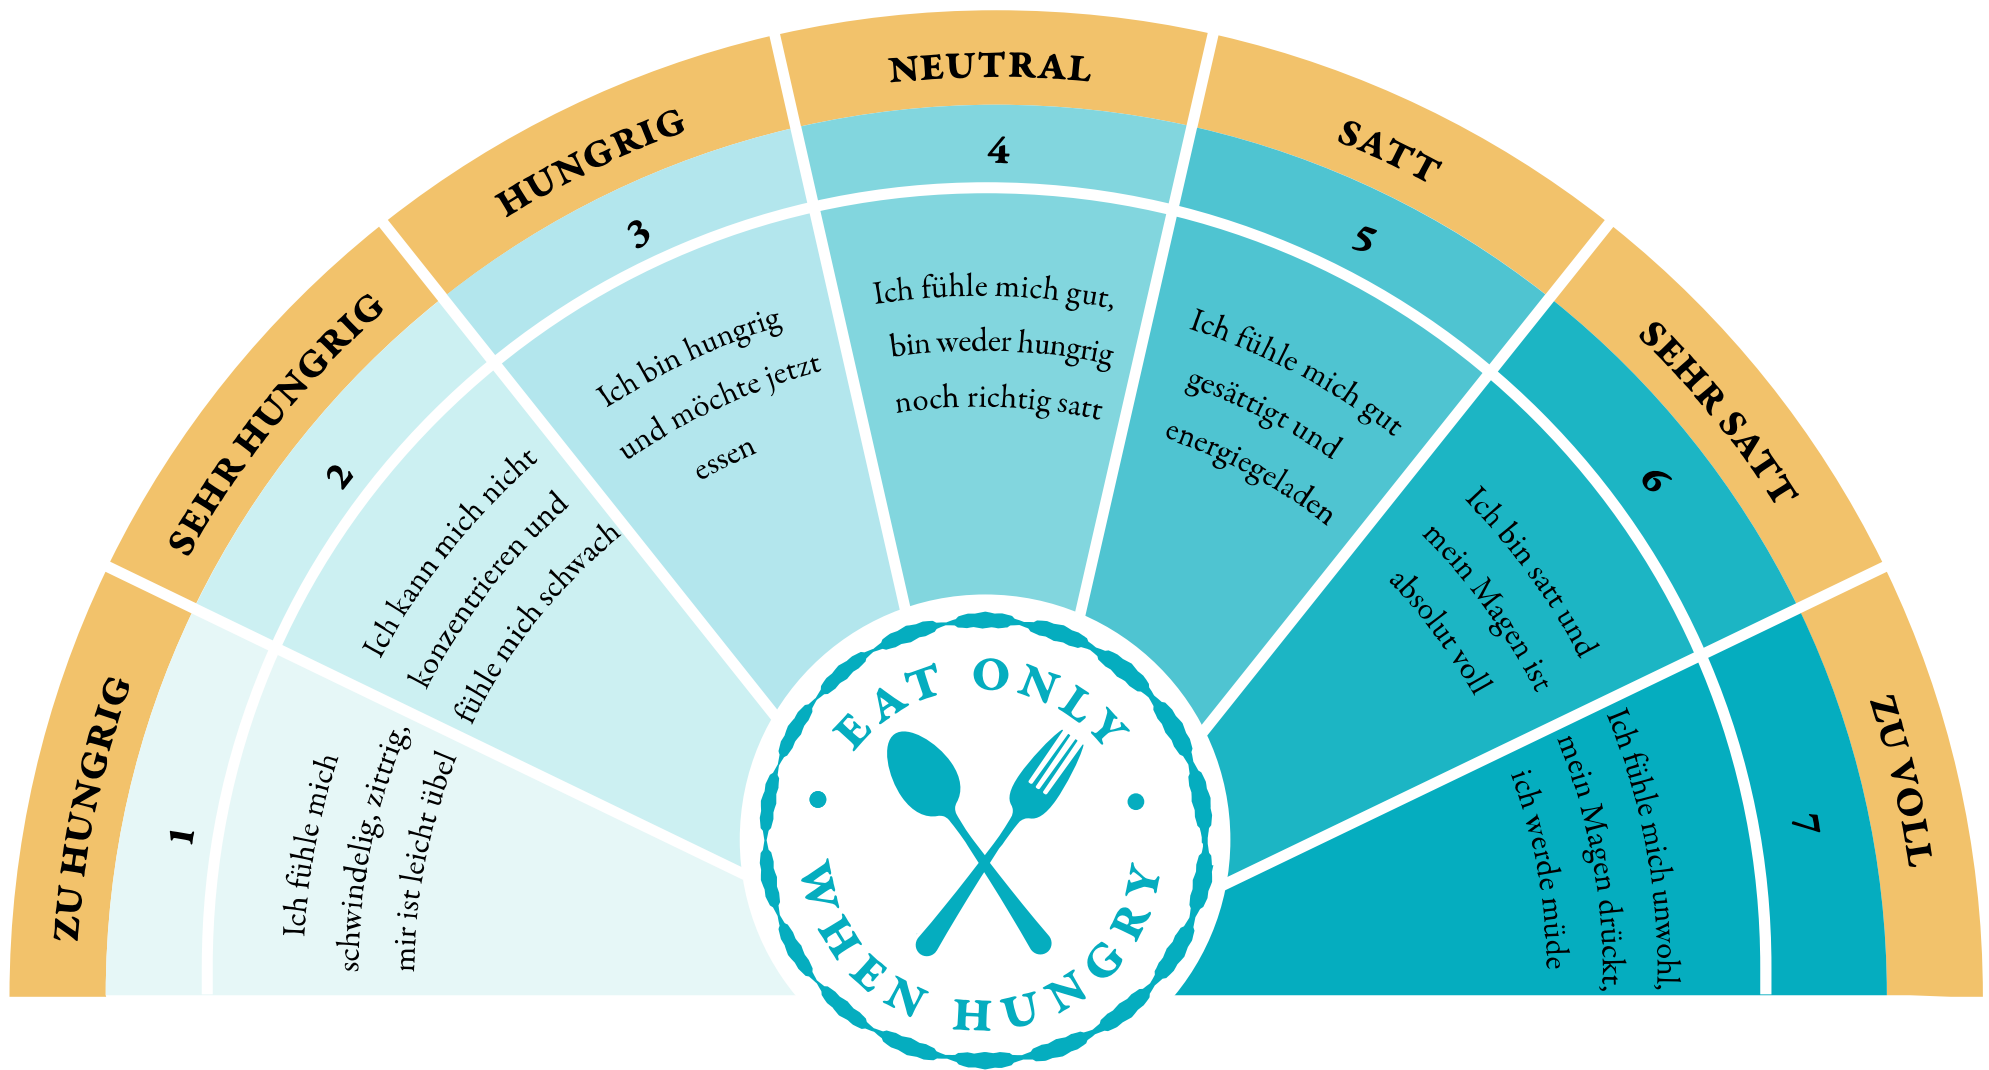 ZU HUNGRIG
1
Ich fühle mich
schwindelig, zittrig,
mir ist leicht übel
SEHR HUNGRIG
2
Ich kann mich nicht
konzentrieren und
fühle mich schwach
HUNGRIG
3
Ich bin hungrig
und möchte jetzt
essen
NEUTRAL
4
Ich fühle mich gut,
bin weder hungrig
noch richtig satt
SATT
5
Ich fühle mich gut
gesättigt und
energiegeladen
SEHR SATT
6
Ich bin satt und
mein Magen ist
absolut voll
ZU VOLL
7
Ich fühle mich unwohl,
mein Magen drückt,
ich werde müde
EAT ONLY
WHEN HUNGRY